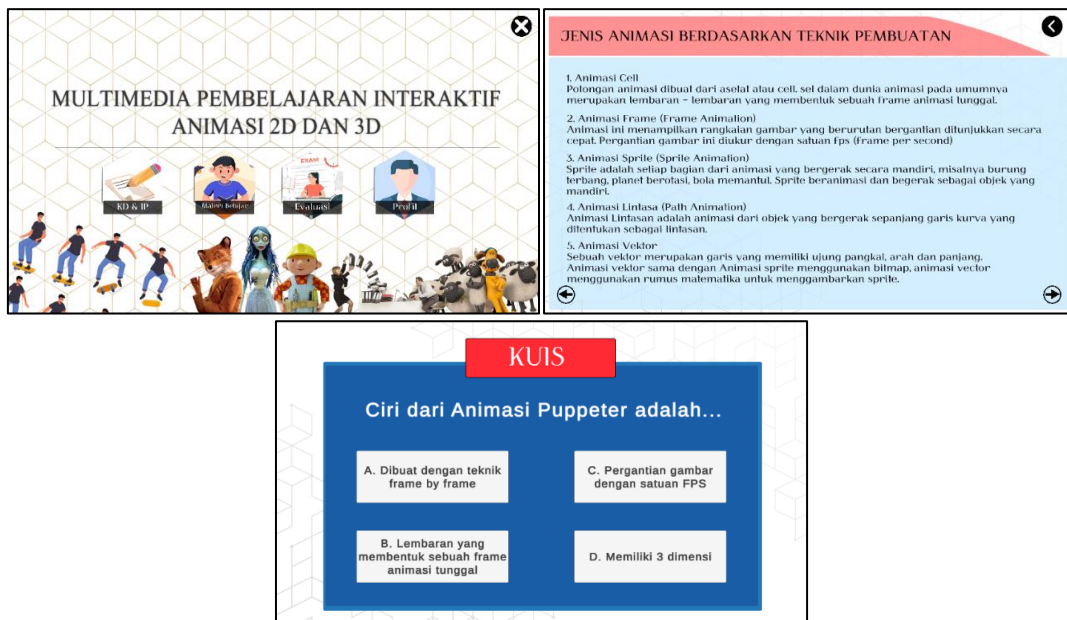 MULTIMEDIA PEMBELAJARAN INTERAKTIF
ANIMASI 2D DAN 3D
KD & IP
Materi Belajar
EXAM
Evaluasi
Profil
JENIS ANIMASI BERDASARKAN TEKNIK PEMBUATAN
1. Animasi Cell
Potongan animasi dibuat dari asetat atau cell. sel dalam dunia animasi pada umumnya
merupakan lembaran - lembaran yang membentuk sebuah frame animasi tunggal.
2. Animasi Frame (Frame Animation)
Animasi ini menampilkan rangkaian gambar yang berurutan bergantian ditunjukkan secara
cepat. Pergantian gambar ini diukur dengan satuan fps (frame per second)
3. Animasi Sprite (Sprite Animation)
Sprite adalah setiap bagian dari animasi yang bergerak secara mandiri, misalnya burung
terbang, planet berotasi, bola memantul. Sprite beranimasi dan begerak sebagai objek yang
mandiri.
4. Animasi Lintasa (Path Animation)
Animasi Lintasan adalah animasi dari objek yang bergerak sepanjang garis kurva yang
ditentukan sebagai lintasan.
5. Animasi Vektor
Sebuah vektor merupakan garis yang memiliki ujung pangkal, arah dan panjang.
Animasi vektor sama dengan Animasi sprite menggunakan bitmap, animasi vector
menggunakan rumus matematika untuk menggambarkan sprite.
KUIS
Ciri dari Animasi Puppeter adalah...
A. Dibuat dengan teknik
frame by frame
C. Pergantian gambar
dengan satuan FPS
B. Lembaran yang
membentuk sebuah frame
animasi tunggal
D. Memiliki 3 dimensi